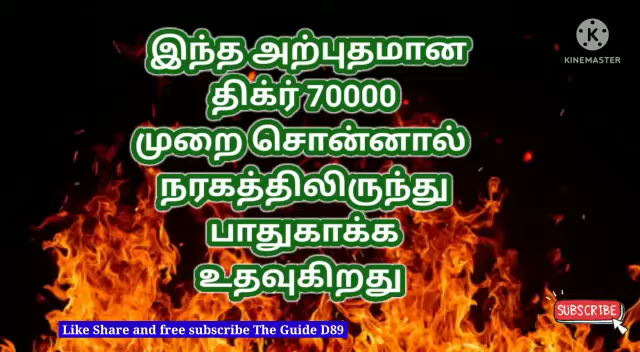 இந்த அற்புதமான
KINEMASTER
திக்ர் 70000
முறை சொன்னால்
நரகத்திலிருந்து
பாதுகாக்க
உதவுகிறது
SUBSCRIBE
Like Share and free subscribe The Guide D89